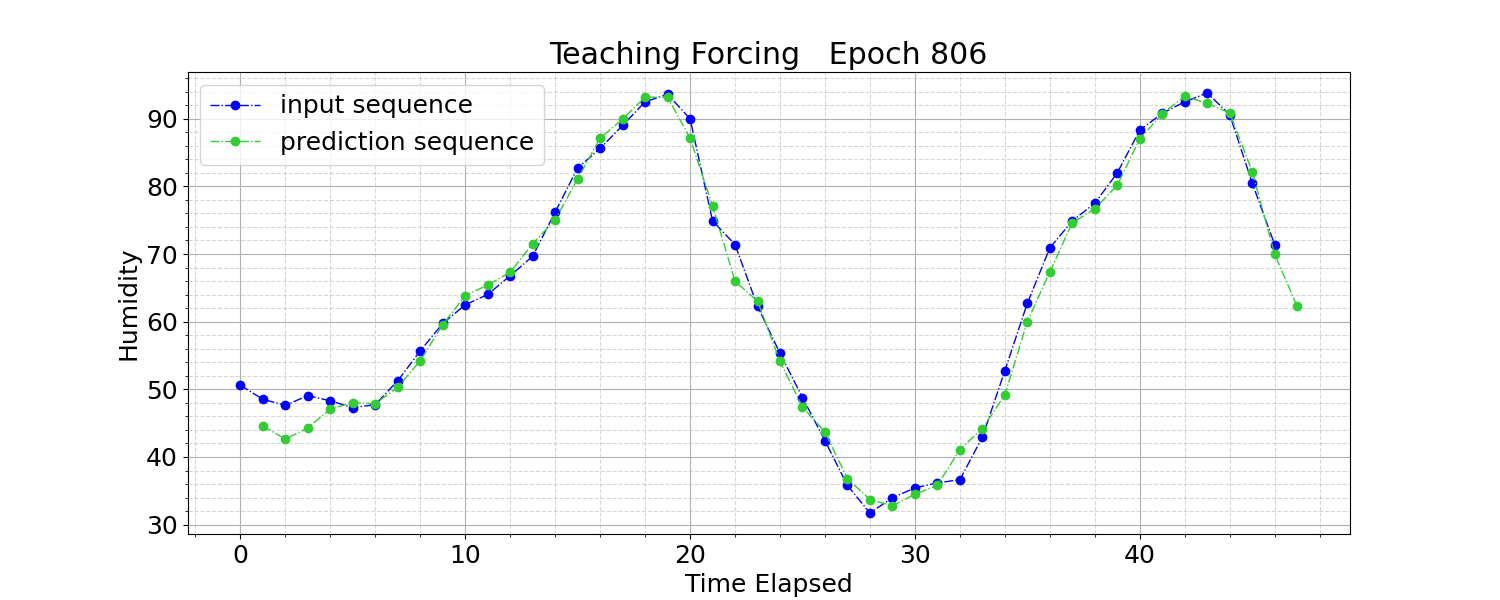 Teaching Forcing   Epoch 806
input sequence
prediction sequence
Humidity
90
80
70
60
50
40
30
0 10 20 30 40
Time Elapsed